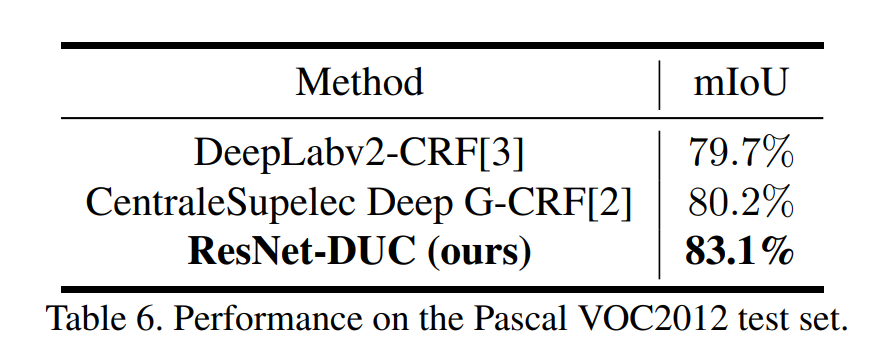 Method mIoU
DeepLabv2-CRF[3] 79.7%
CentraleSupelec Deep G-CRF[2] 80.2%
ResNet-DUC (ours) 83.1%
Table 6. Performance on the Pascal VOC2012 test set.